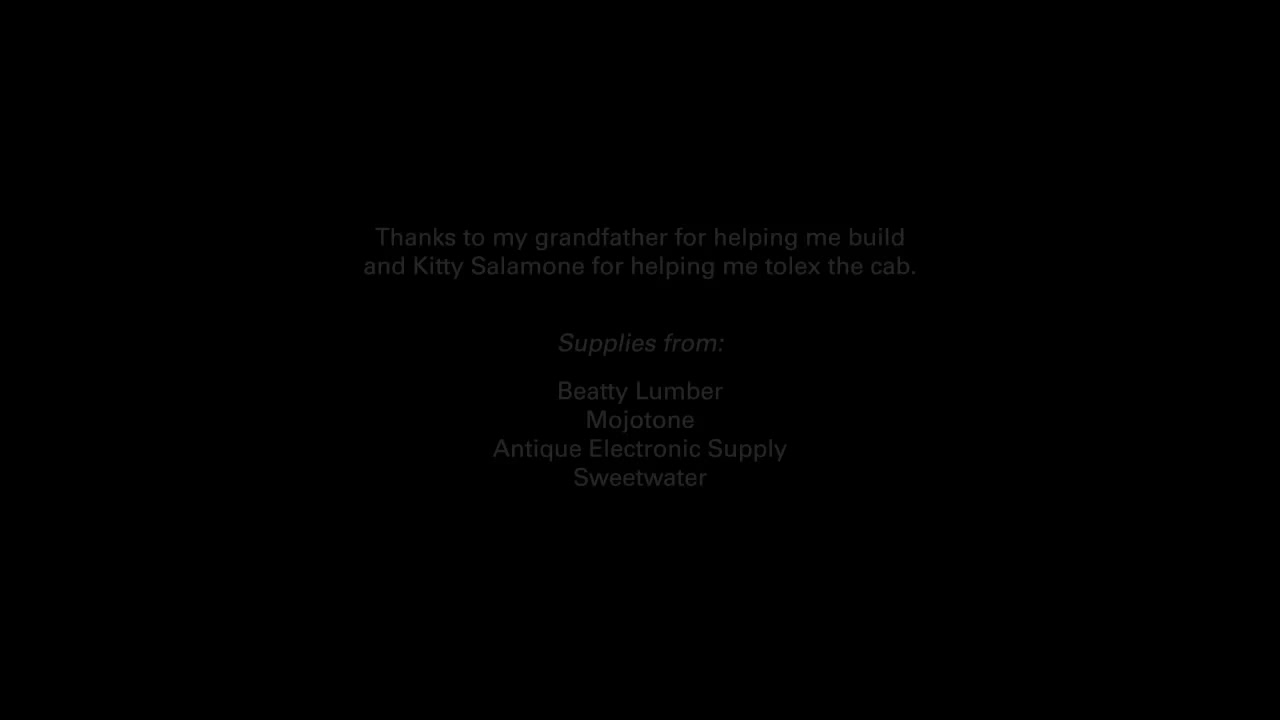 Thanks to my grandfather for helping me build
and Kitty Salamone for helping me tolex the cab.
Supplies from:
Beatty Lumber
Mojotone
Antique Electronic Supply
Sweetwater